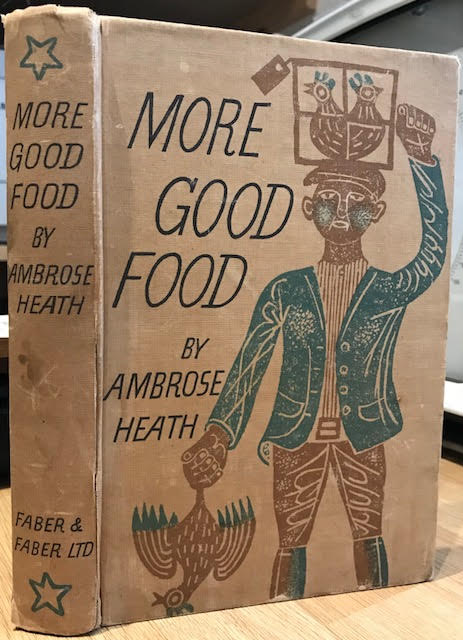 MORE
GOOD
FOOD
BY
AMBROSE
HEATH
FABER &
FABER LTD
MORE
GOOD
FOOD
BY
AMBROSE
HEATH